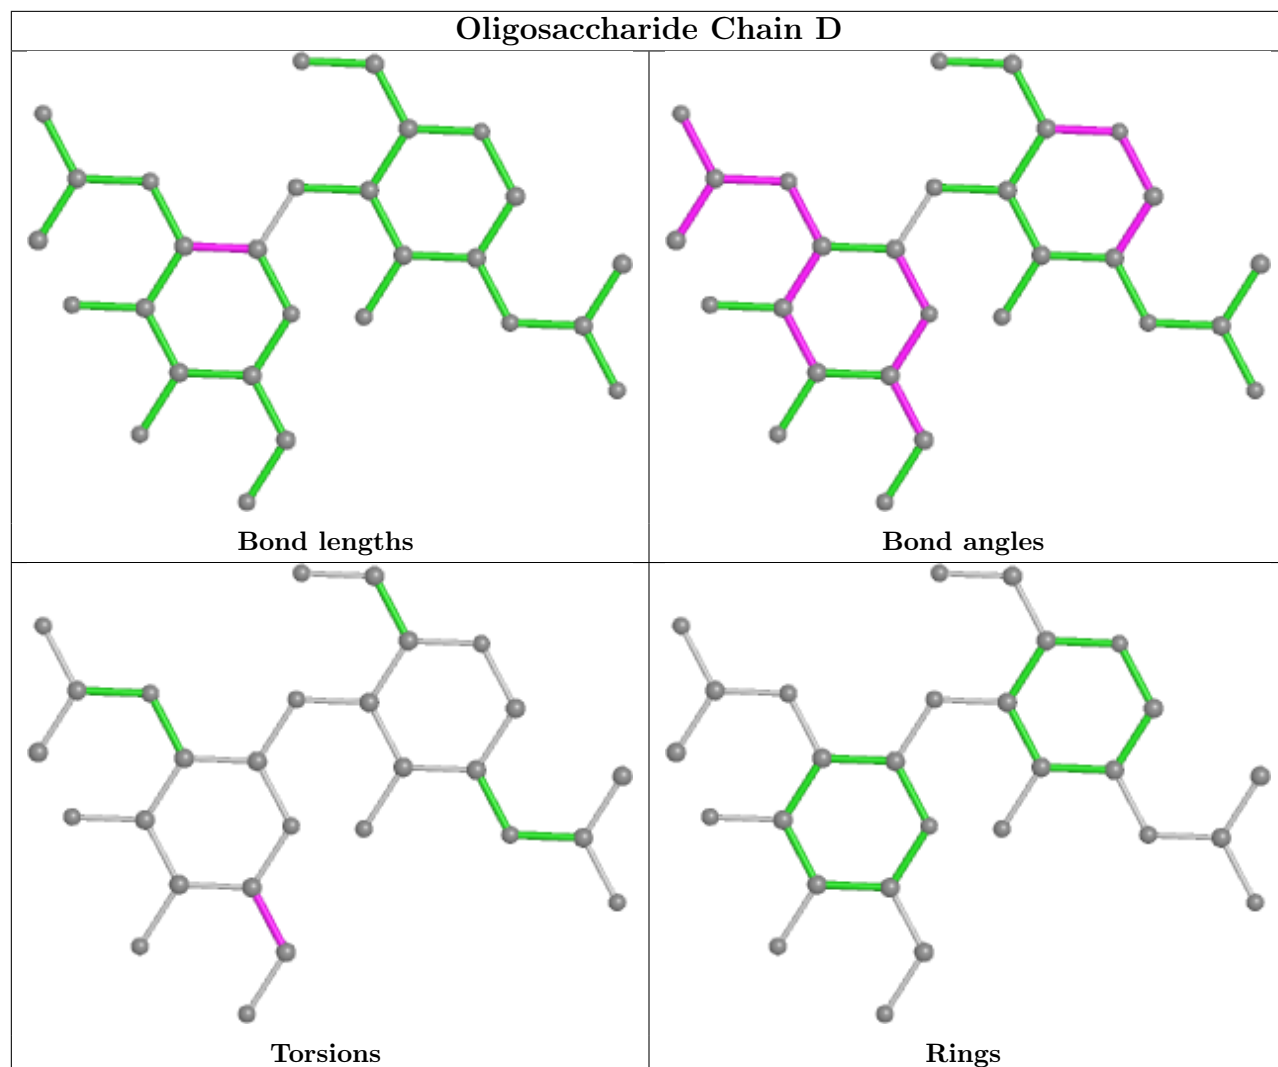 Oligosaccharide Chain D
Bond lengths
Bond angles
Torsions
Rings